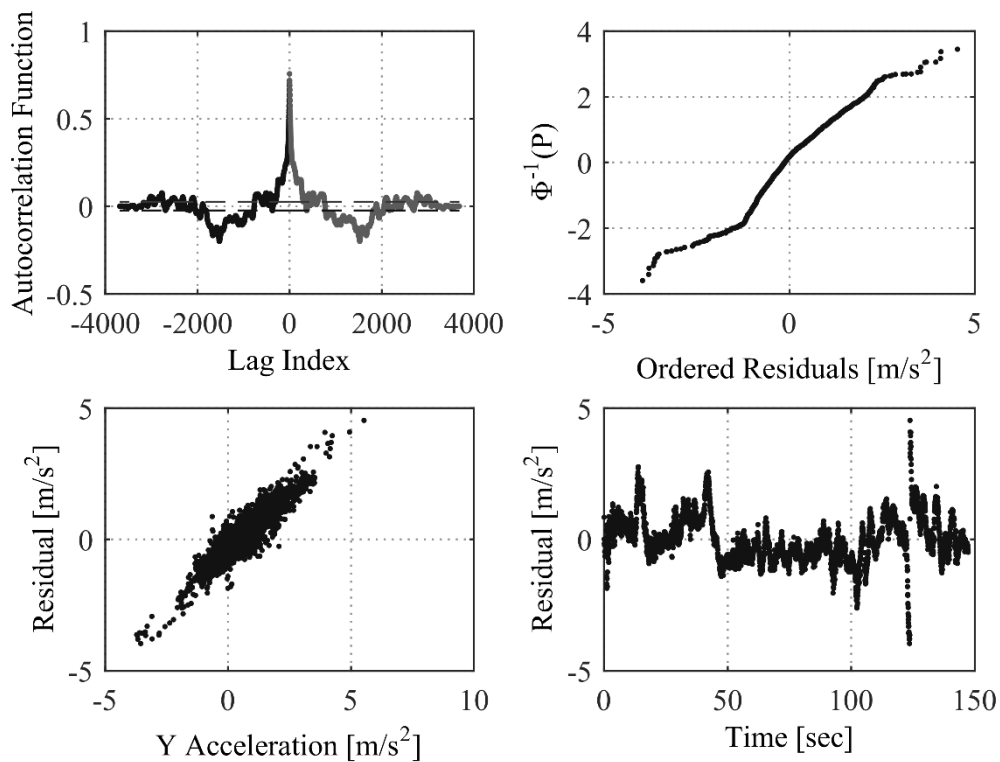 Autocorrelation Function
1
0.5
0
-0.5
-4000 -2000 0 2000 4000
Lag Index
Φ⁻¹(P)
4
2
0
-2
-4
-5 0 5
Ordered Residuals [m/s²]
Residual [m/s²]
5
0
-5
-5 0 5 10
Y Acceleration [m/s²]
Residual [m/s²]
5
0
-5
0 50 100 150
Time [sec]